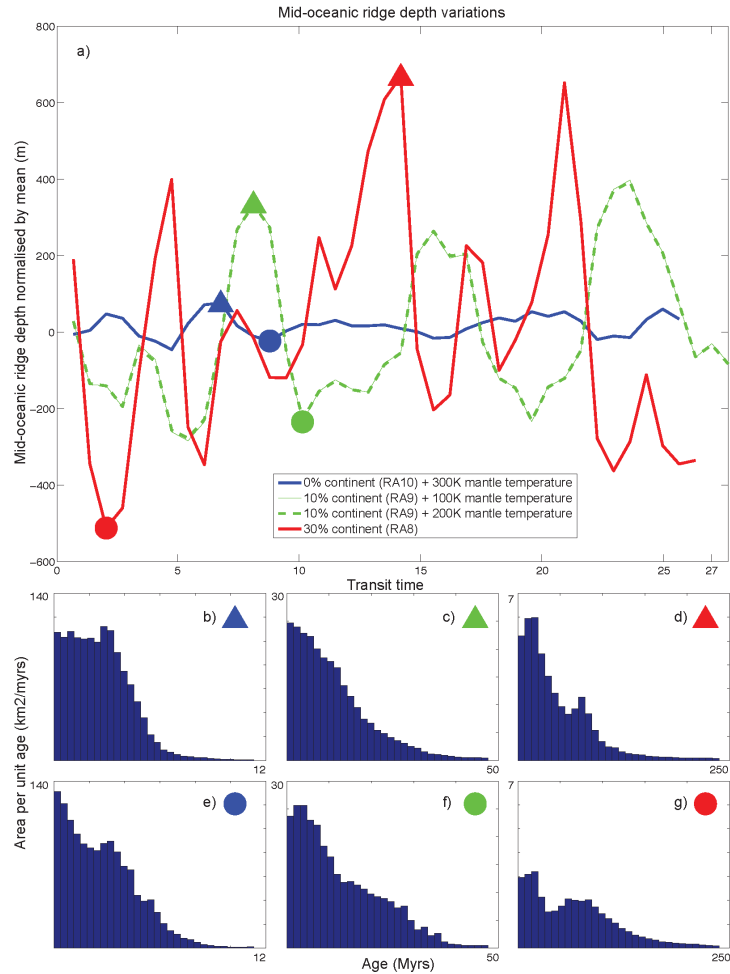 Mid-oceanic ridge depth variations
800
a)
600
400
200
0
−200
−400
−600
Mid-oceanic ridge depth normalised by mean (m)
0% continent (RA10) + 300K mantle temperature
10% continent (RA9) + 100K mantle temperature
10% continent (RA9) + 200K mantle temperature
30% continent (RA8)
0 5 10 15 20 25 27
Transit time
140 b) 12
30 c) 50
7 d) 250
Area per unit age (km2/myrs)
140 e) 12
30 f) 50
7 g) 250
Age (Myrs)